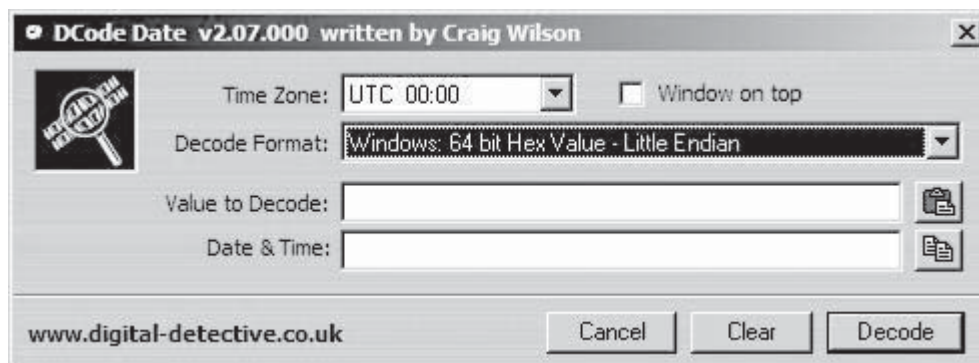 DCode Date v2.07.000 written by Craig Wilson
Time Zone: UTC 00:00 Window on top
Decode Format: Windows: 64 bit Hex Value - Little Endian
Value to Decode:
Date & Time:
www.digital-detective.co.uk Cancel Clear Decode